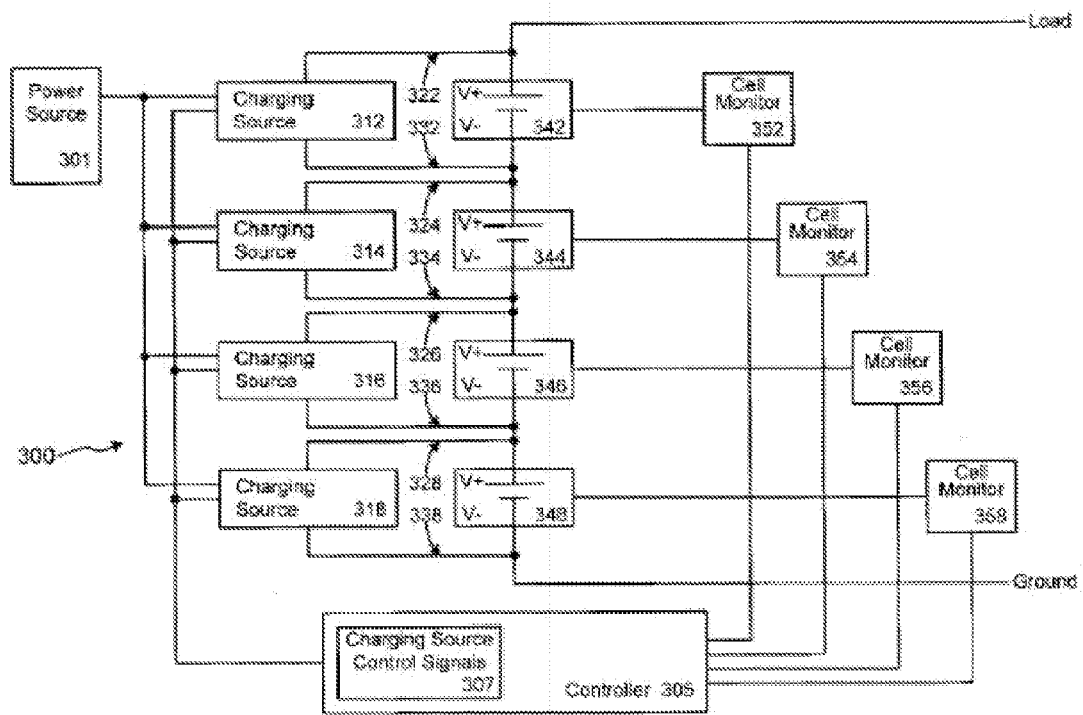 Load
Power
Source
301
Charging
Source 312
322
332
V+
V- 342
Cell
Monitor
352
Charging
Source 314
324
334
V+
V- 344
Cell
Monitor
354
Charging
Source 316
326
336
V+
V- 346
Cell
Monitor
356
300
Charging
Source 318
328
338
V+
V- 348
Cell
Monitor
358
Ground
Charging Source
Control Signals
307
Controller 305